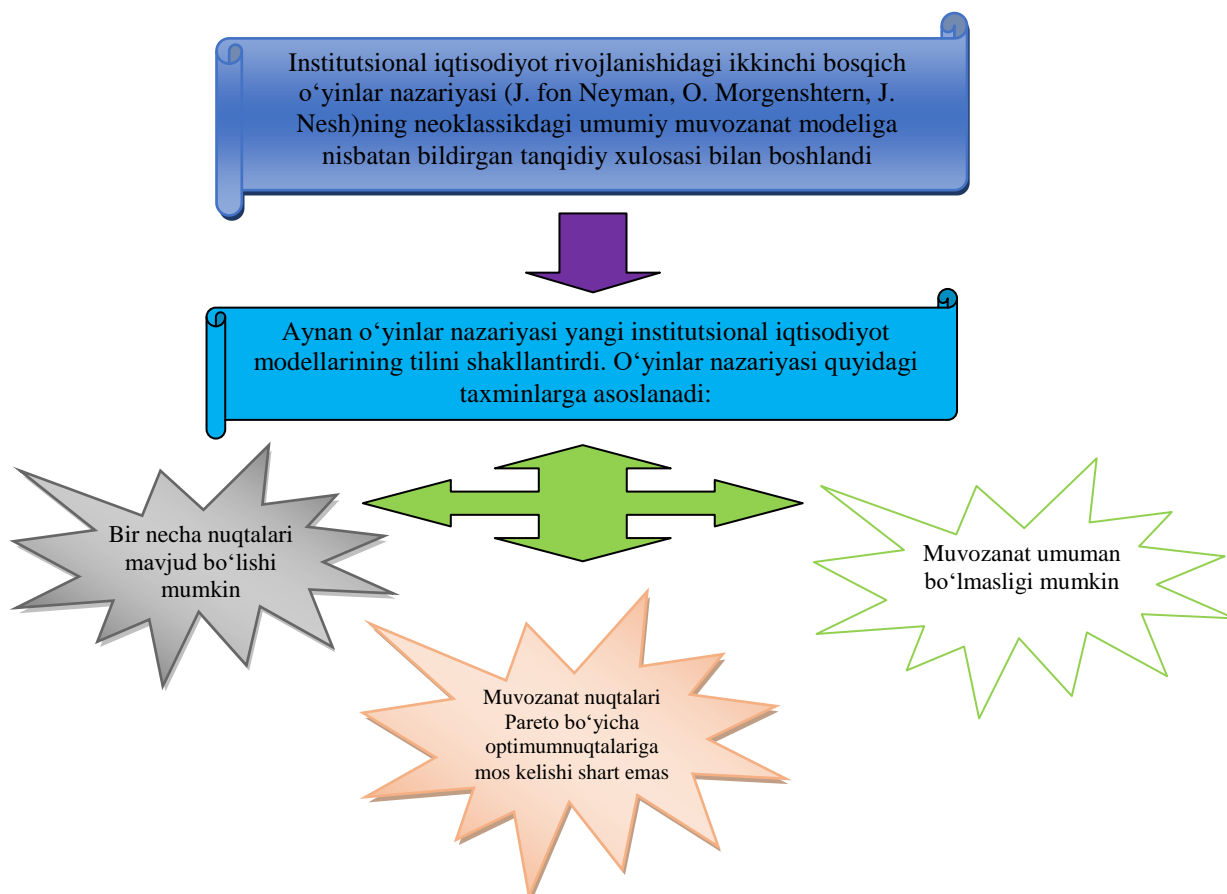 Institutsional iqtisodiyot rivojlanishidagi ikkinchi bosqich
o‘yinlar nazariyasi (J. fon Neyman, O. Morgenshtern, J.
Nesh)ning neoklassikdagi umumiy muvozanat modeliga
nisbatan bildirgan tanqidiy xulosasi bilan boshlandi
Aynan o‘yinlar nazariyasi yangi institutsional iqtisodiyot
modellarining tilini shakllantirdi. O‘yinlar nazariyasi quyidagi
taxminlarga asoslanadi:
Bir necha nuqtalari
mavjud bo‘lishi
mumkin
Muvozanat umuman
bo‘lmasligi mumkin
Muvozanat nuqtalari
Pareto bo‘yicha
optimumnuqtalariga
mos kelishi shart emas